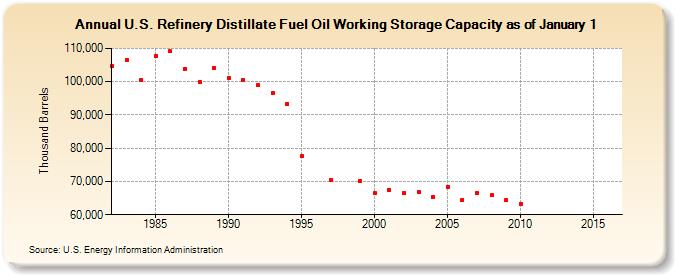 Annual U.S. Refinery Distillate Fuel Oil Working Storage Capacity as of January 1
Thousand Barrels
110,000
100,000
90,000
80,000
70,000
60,000
1985 1990 1995 2000 2005 2010 2015
Source: U.S. Energy Information Administration